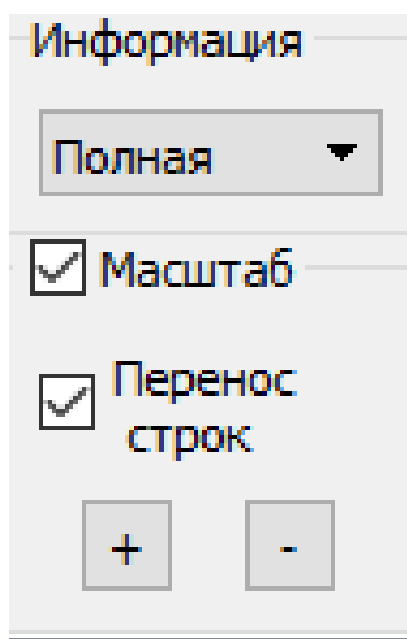 Информация
Полная
Масштаб
Перенос
строк
+ -